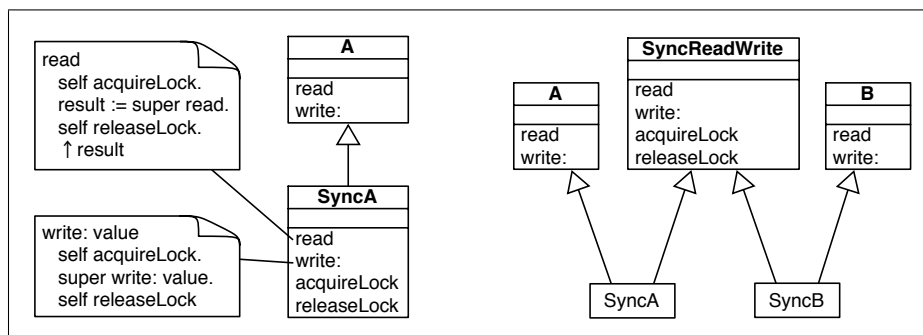 read
self acquireLock.
result := super read.
self releaseLock.
↑ result
write: value
self acquireLock.
super write: value.
self releaseLock
A
read
write:
SyncA
read
write:
acquireLock
releaseLock
SyncReadWrite
read
write:
acquireLock
releaseLock
A
read
write:
B
read
write:
SyncA
SyncB